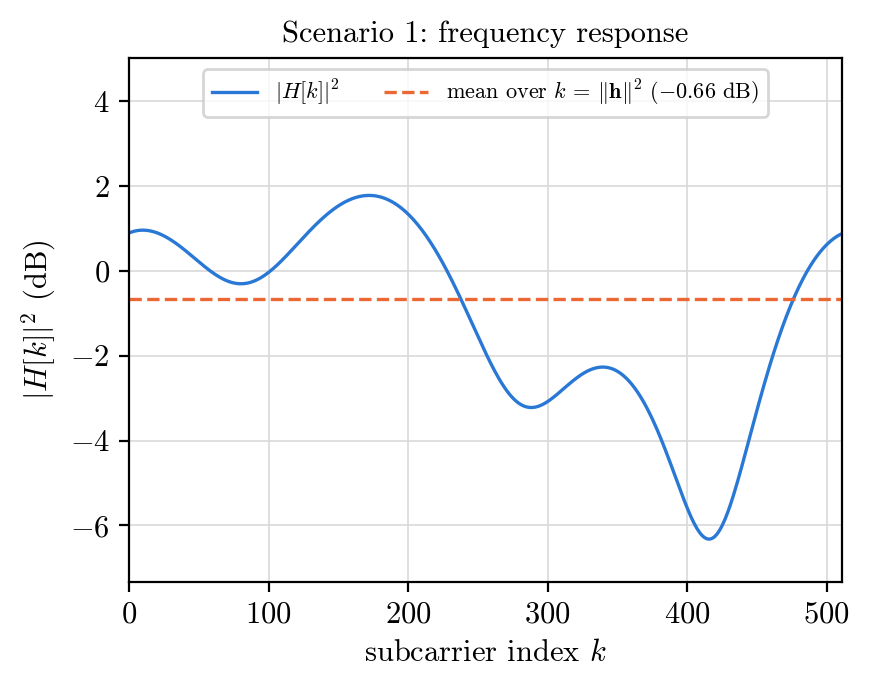 Scenario 1: frequency response
|H[k]|² mean over k = ‖h‖² (−0.66 dB)
|H[k]|² (dB)
4
2
0
−2
−4
−6
0 100 200 300 400 500
subcarrier index k